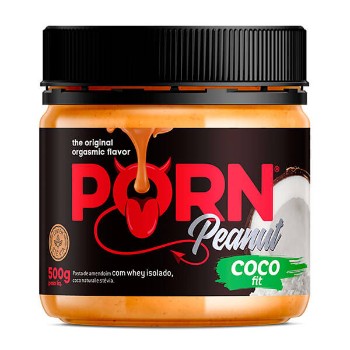 the original
orgasmic flavor
PORN®
Peanut
COCO
fit
500g
Pasta de amendoim com whey isolado,
coco natural e stévia.